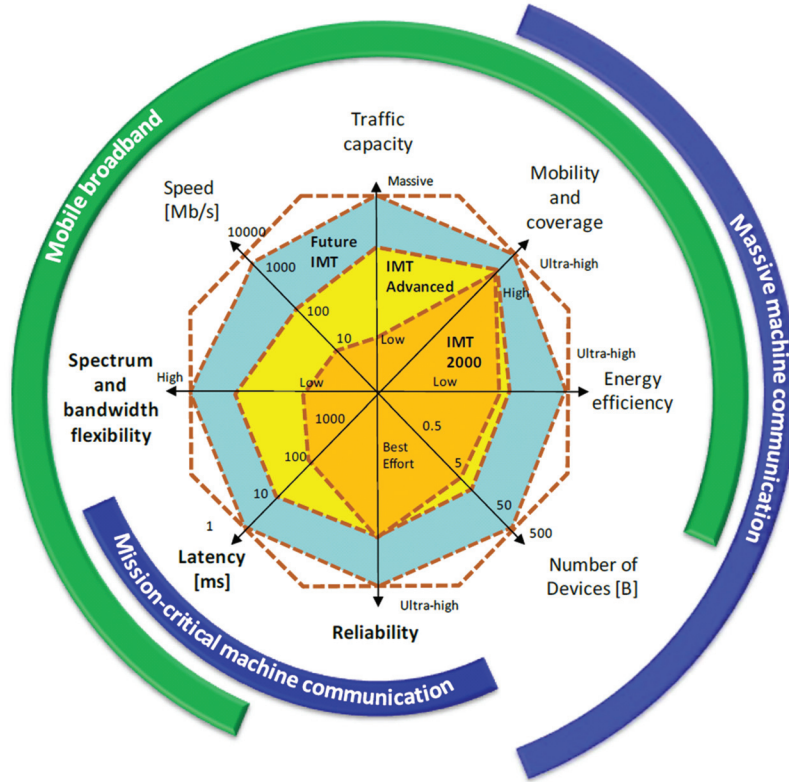 Mobile broadband
Massive machine communication
Mission-critical machine communication
Traffic
capacity
Massive
Mobility and
coverage
Ultra-high
High
Speed
[Mb/s]
10000
1000
100
10
Future
IMT
IMT
Advanced
IMT
2000
Low
Ultra-high
Low
Energy
efficiency
Spectrum
and
bandwidth
flexibility
High
Low
1000
100
10
1
Latency
[ms]
Best
Effort
Ultra-high
Reliability
0.5
5
50
500
Number of
Devices [B]